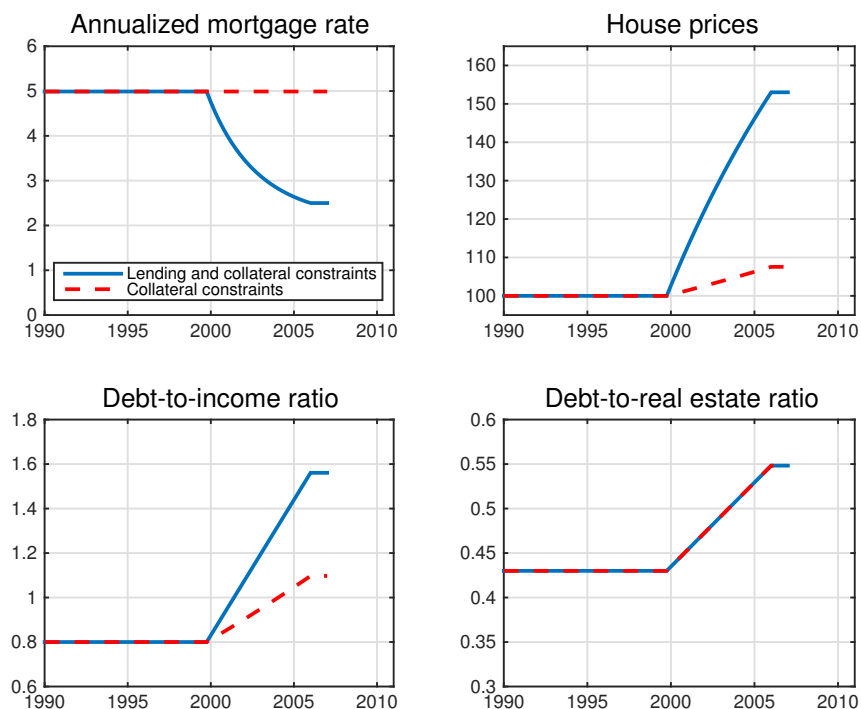 Annualized mortgage rate
6
5
4
3
2
1
0
Lending and collateral constraints
Collateral constraints
1990 1995 2000 2005 2010
House prices
160
150
140
130
120
110
100
1990 1995 2000 2005 2010
Debt-to-income ratio
1.8
1.6
1.4
1.2
1
0.8
0.6
1990 1995 2000 2005 2010
Debt-to-real estate ratio
0.6
0.55
0.5
0.45
0.4
0.35
0.3
1990 1995 2000 2005 2010